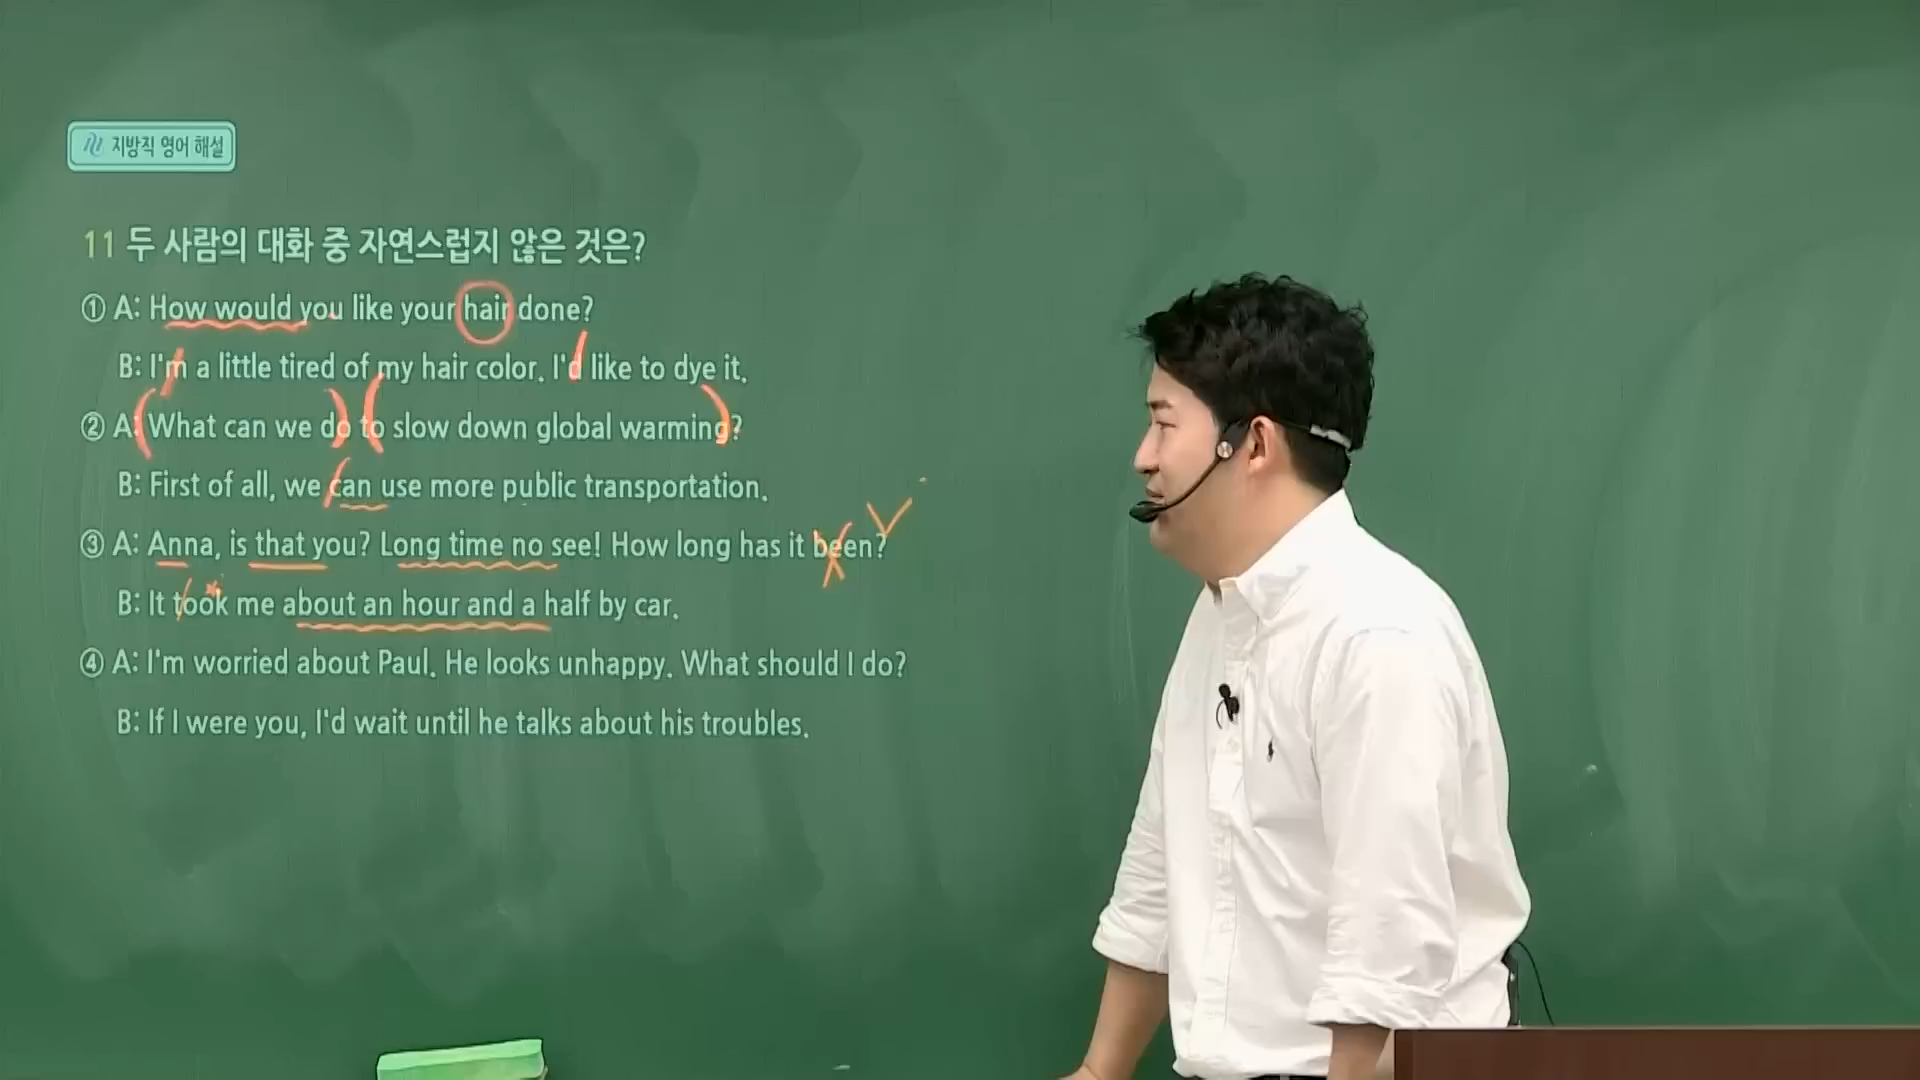 지방직 영어 해설
11 두 사람의 대화 중 자연스럽지 않은 것은?
① A: How would you like your hair done?
B: I'm a little tired of my hair color. I'd like to dye it.
② A: What can we do to slow down global warming?
B: First of all, we can use more public transportation.
③ A: Anna, is that you? Long time no see! How long has it been?
B: It took me about an hour and a half by car.
④ A: I'm worried about Paul. He looks unhappy. What should I do?
B: If I were you, I'd wait until he talks about his troubles.